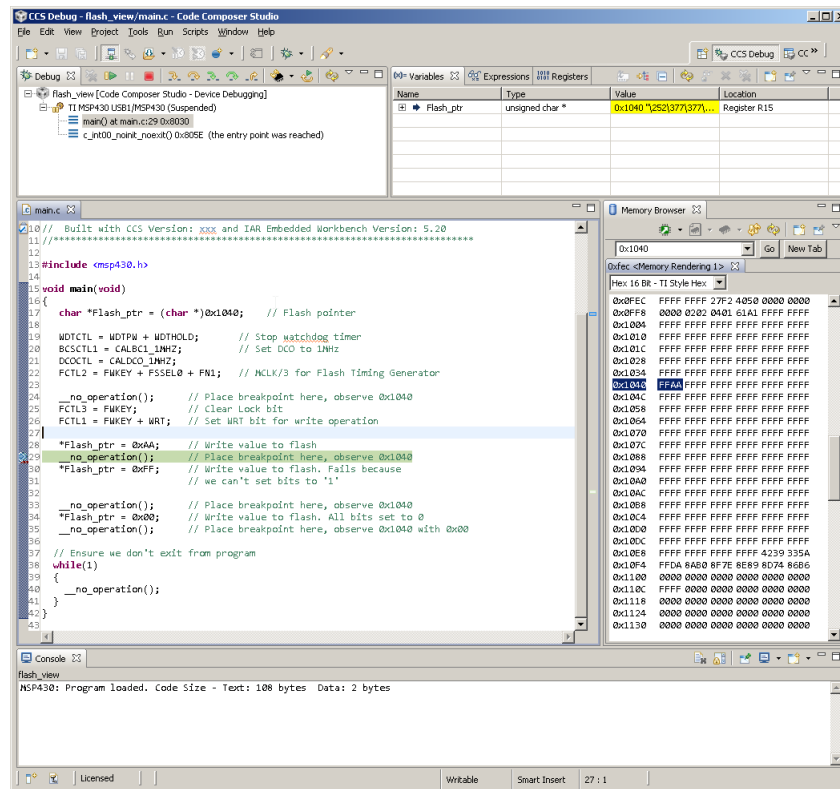 CCS Debug - flash_view/main.c - Code Composer Studio
File Edit View Project Tools Run Scripts Window Help
CCS Debug CC »
Debug
flash_view [Code Composer Studio - Device Debugging]
TI MSP430 USB1/MSP430 (Suspended)
main() at main.c:29 0x8030
c_int00_noinit_noexit() 0x805E (the entry point was reached)
(x)= Variables Expressions Registers
Name Type Value Location
Flash_ptr unsigned char * 0x1040 "\252\377\377\... Register R15
main.c
10 // Built with CCS Version: xxx and IAR Embedded Workbench Version: 5.20
11 //******************************************************************************
12
13 #include <msp430.h>
14
15 void main(void)
16 {
17 char *Flash_ptr = (char *)0x1040; // Flash pointer
18
19 WDTCTL = WDTPW + WDTHOLD; // Stop watchdog timer
20 BCSCTL1 = CALBC1_1MHZ; // Set DCO to 1MHz
21 DCOCTL = CALDCO_1MHZ;
22 FCTL2 = FWKEY + FSSEL0 + FN1; // MCLK/3 for Flash Timing Generator
23
24 __no_operation(); // Place breakpoint here, observe 0x1040
25 FCTL3 = FWKEY; // Clear Lock bit
26 FCTL1 = FWKEY + WRT; // Set WRT bit for write operation
27
28 *Flash_ptr = 0xAA; // Write value to flash
29 __no_operation(); // Place breakpoint here, observe 0x1040
30 *Flash_ptr = 0xFF; // Write value to flash. Fails because
31 // we can't set bits to '1'
32
33 __no_operation(); // Place breakpoint here, observe 0x1040
34 *Flash_ptr = 0x00; // Write value to flash. All bits set to 0
35 __no_operation(); // Place breakpoint here, observe 0x1040 with 0x00
36
37 // Ensure we don't exit from program
38 while(1)
39 {
40 __no_operation();
41 }
42 }
43
Memory Browser
0x1040 Go New Tab
0xfec <Memory Rendering 1>
Hex 16 Bit - TI Style Hex
0x0FEC FFFF FFFF 27F2 4050 0000 0000
0x0FF8 0000 0202 0401 61A1 FFFF FFFF
0x1004 FFFF FFFF FFFF FFFF FFFF FFFF
0x1010 FFFF FFFF FFFF FFFF FFFF FFFF
0x101C FFFF FFFF FFFF FFFF FFFF FFFF
0x1028 FFFF FFFF FFFF FFFF FFFF FFFF
0x1034 FFFF FFFF FFFF FFFF FFFF FFFF
0x1040 FFAA FFFF FFFF FFFF FFFF FFFF
0x104C FFFF FFFF FFFF FFFF FFFF FFFF
0x1058 FFFF FFFF FFFF FFFF FFFF FFFF
0x1064 FFFF FFFF FFFF FFFF FFFF FFFF
0x1070 FFFF FFFF FFFF FFFF FFFF FFFF
0x107C FFFF FFFF FFFF FFFF FFFF FFFF
0x1088 FFFF FFFF FFFF FFFF FFFF FFFF
0x1094 FFFF FFFF FFFF FFFF FFFF FFFF
0x10A0 FFFF FFFF FFFF FFFF FFFF FFFF
0x10AC FFFF FFFF FFFF FFFF FFFF FFFF
0x10B8 FFFF FFFF FFFF FFFF FFFF FFFF
0x10C4 FFFF FFFF FFFF FFFF FFFF FFFF
0x10D0 FFFF FFFF FFFF FFFF FFFF FFFF
0x10DC FFFF FFFF FFFF FFFF FFFF FFFF
0x10E8 FFFF FFFF FFFF FFFF 4239 335A
0x10F4 FFDA 8AB0 8F7E 8E89 8D74 86B6
0x1100 0000 0000 0000 0000 0000 0000
0x110C FFFF 0000 0000 0000 0000 0000
0x1118 0000 0000 0000 0000 0000 0000
0x1124 0000 0000 0000 0000 0000 0000
0x1130 0000 0000 0000 0000 0000 0000
Console
flash_view
MSP430: Program loaded. Code Size - Text: 108 bytes Data: 2 bytes
Licensed Writable Smart Insert 27 : 1